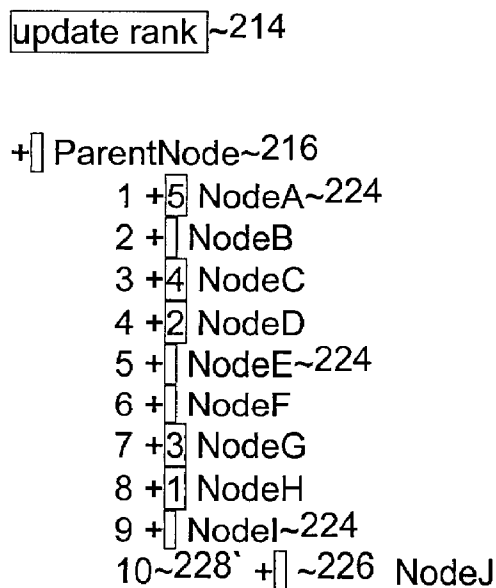 update rank ~214
+ ParentNode~216
1 +5 NodeA~224
2 + NodeB
3 +4 NodeC
4 +2 NodeD
5 + NodeE~224
6 + NodeF
7 +3 NodeG
8 +1 NodeH
9 + NodeI~224
10~228` + ~226 NodeJ